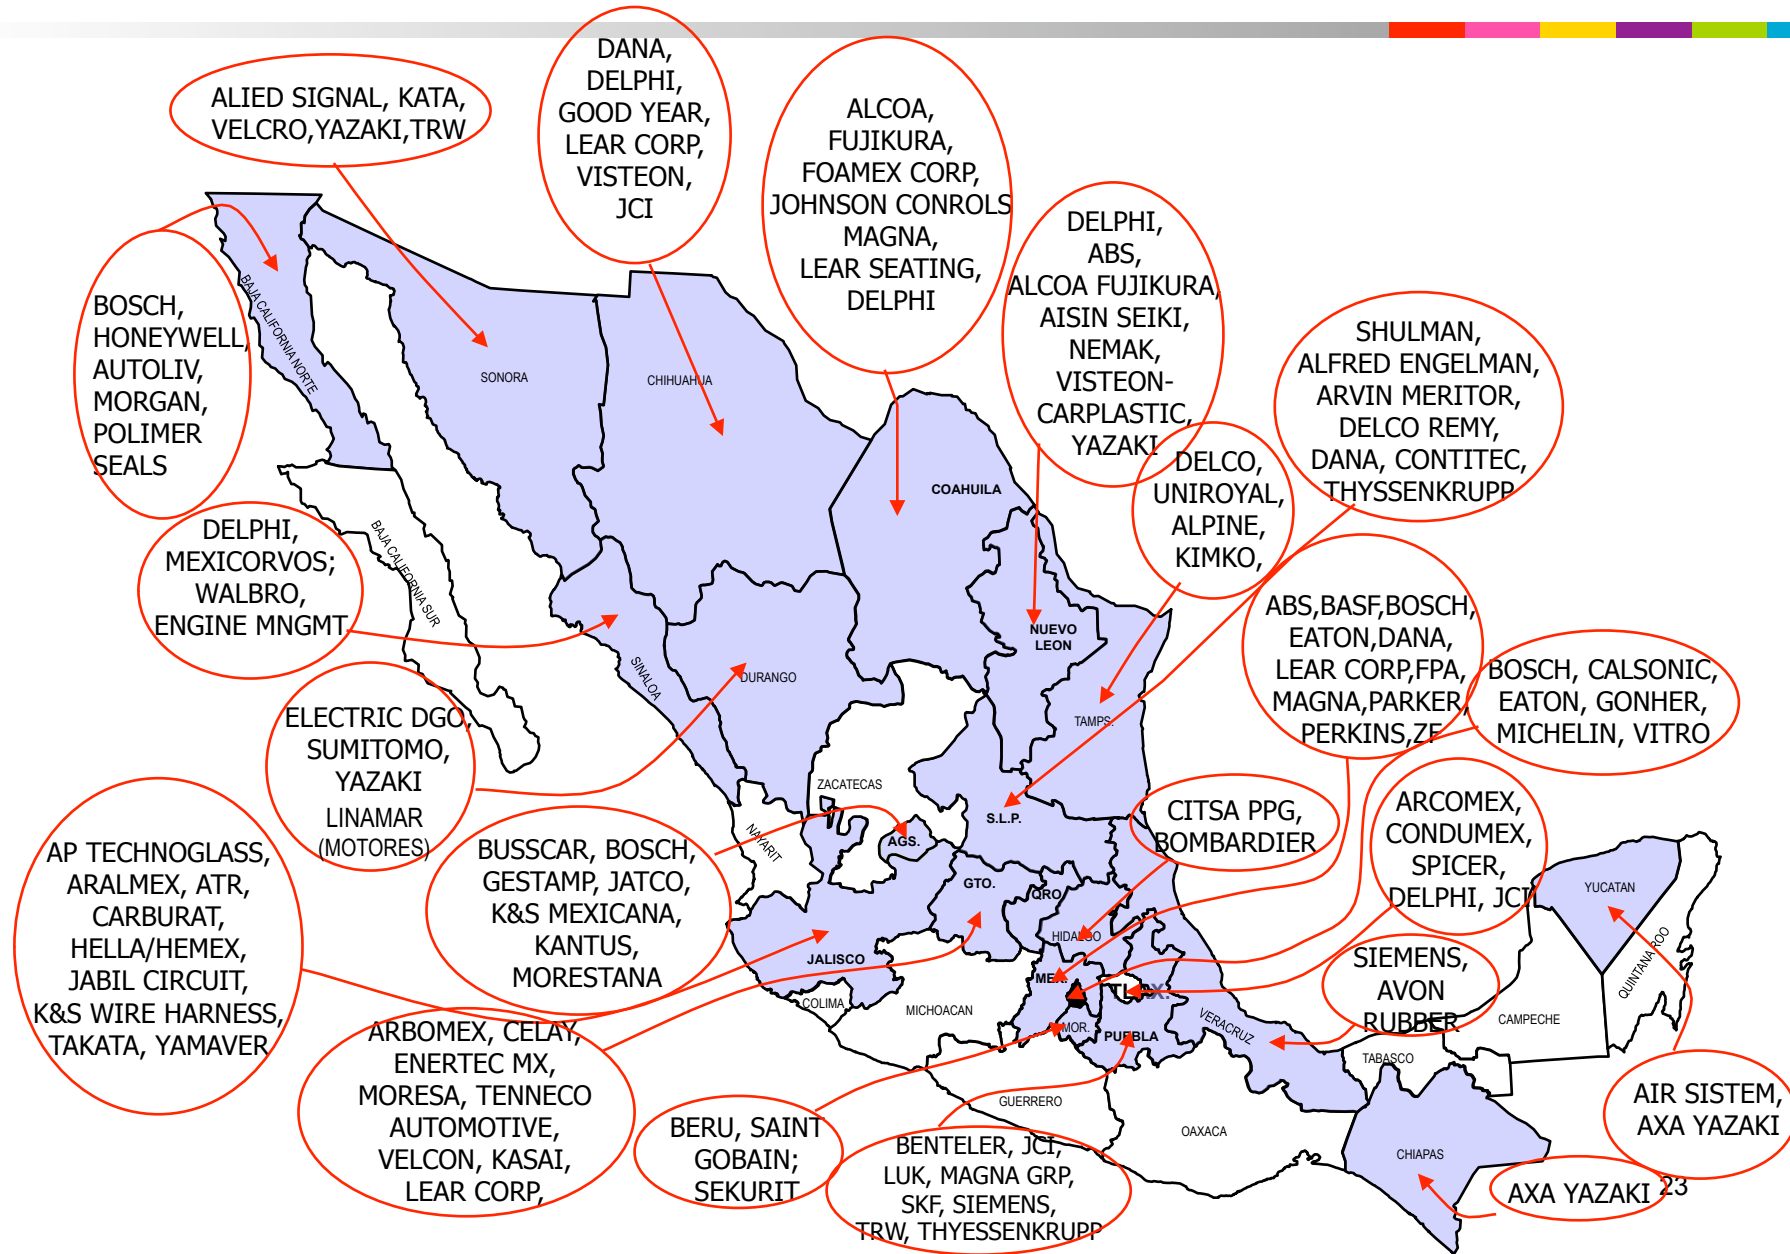 DANA,
DELPHI,
GOOD YEAR,
LEAR CORP,
VISTEON,
JCI
ALIED SIGNAL, KATA,
VELCRO,YAZAKI,TRW
ALCOA,
FUJIKURA,
FOAMEX CORP,
JOHNSON CONROLS
MAGNA,
LEAR SEATING,
DELPHI
DELPHI,
ABS,
ALCOA FUJIKURA,
AISIN SEIKI,
NEMAK,
VISTEON-
CARPLASTIC,
YAZAKI
BOSCH,
HONEYWELL,
AUTOLIV,
MORGAN,
POLIMER
SEALS
SHULMAN,
ALFRED ENGELMAN,
ARVIN MERITOR,
DELCO REMY,
DANA, CONTITEC,
THYSSENKRUPP
DELCO,
UNIROYAL,
ALPINE,
KIMKO,
DELPHI,
MEXICORVOS;
WALBRO,
ENGINE MNGMT
ABS,BASF,BOSCH,
EATON,DANA,
LEAR CORP,FPA,
MAGNA,PARKER,
PERKINS,ZF
BOSCH, CALSONIC,
EATON, GONHER,
MICHELIN, VITRO
ELECTRIC DGO,
SUMITOMO,
YAZAKI
LINAMAR
(MOTORES)
CITSA PPG,
BOMBARDIER
ARCOMEX,
CONDUMEX,
SPICER,
DELPHI, JCI
AP TECHNOGLASS,
ARALMEX, ATR,
CARBURAT,
HELLA/HEMEX,
JABIL CIRCUIT,
K&S WIRE HARNESS,
TAKATA, YAMAVER
BUSSCAR, BOSCH,
GESTAMP, JATCO,
K&S MEXICANA,
KANTUS,
MORESTANA
SIEMENS,
AVON
RUBBER
ARBOMEX, CELAY,
ENERTEC MX,
MORESA, TENNECO
AUTOMOTIVE,
VELCON, KASAI,
LEAR CORP,
BERU, SAINT
GOBAIN;
SEKURIT
BENTELER, JCI,
LUK, MAGNA GRP,
SKF, SIEMENS,
TRW, THYESSENKRUPP
AIR SISTEM,
AXA YAZAKI
AXA YAZAKI
23
BAJA CALIFORNIA NORTE
BAJA CALIFORNIA SUR
SONORA
CHIHUAHUA
COAHUILA
NUEVO
LEON
TAMPS.
SINALOA
DURANGO
ZACATECAS
NAYARIT
AGS.
S.L.P.
GTO.
QRO
HIDALGO
JALISCO
COLIMA
MICHOACAN
MEX.
TLAX.
MOR.
PUEBLA
VERACRUZ
GUERRERO
OAXACA
TABASCO
CHIAPAS
CAMPECHE
YUCATAN
QUINTANA ROO